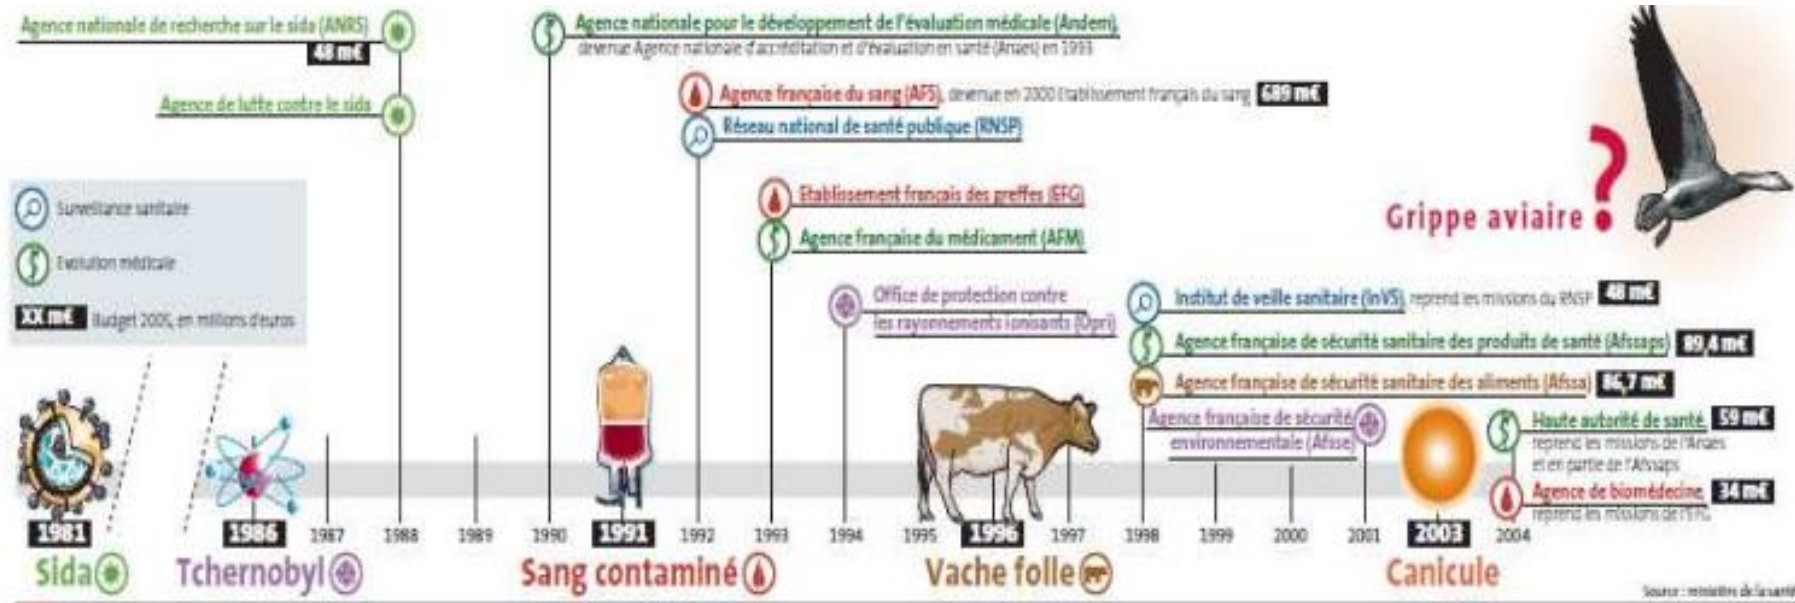 Agence nationale de recherche sur le sida (ANRS)
48 m€
Agence de lutte contre le sida
Agence nationale pour le développement de l'évaluation médicale (Andem),
devenue Agence nationale d'accréditation et d'évaluation en santé (Anaes) en 1993
Agence française du sang (AFS), devenue en 2000 Etablissement français du sang 689 m€
Réseau national de santé publique (RNSP)
Etablissement français des greffes (EFG)
Agence française du médicament (AFM)
Grippe aviaire ?
Surveillance sanitaire
Evolution médicale
XX m€ Budget 2005, en millions d'euros
Office de protection contre
les rayonnements ionisants (Opri)
Institut de veille sanitaire (InVS), reprend les missions du RNSP 48 m€
Agence française de sécurité sanitaire des produits de santé (Afssaps) 89,4 m€
Agence française de sécurité sanitaire des aliments (Afssa) 86,7 m€
Agence française de sécurité
environnementale (Afsse)
Haute autorité de santé, 59 m€
reprend les missions de l'Anaes
et en partie de l'Afssaps
Agence de biomédecine, 34 m€
reprend les missions de l'EFG
1981 1986 1987 1988 1989 1990 1991 1992 1993 1994 1995 1996 1997 1998 1999 2000 2001 2003 2004
Sida Tchernobyl Sang contaminé Vache folle Canicule
Source : ministère de la santé